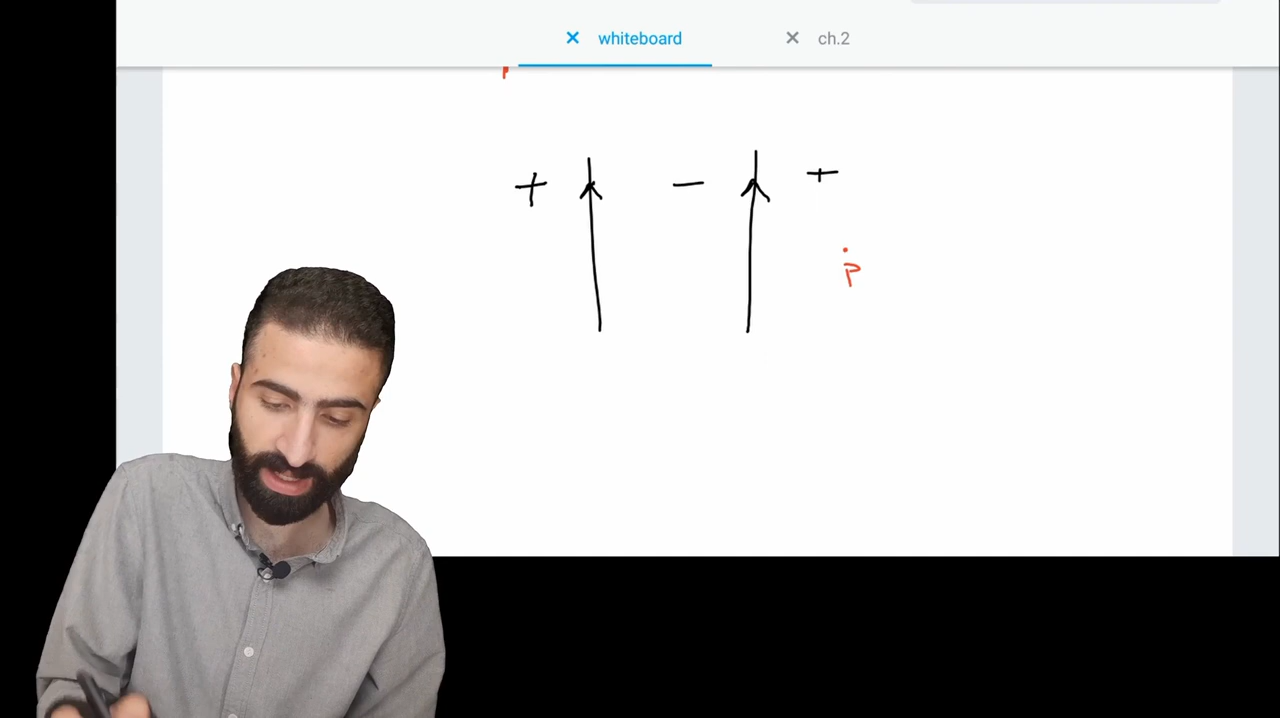 × whiteboard × ch.2
+ - +
P